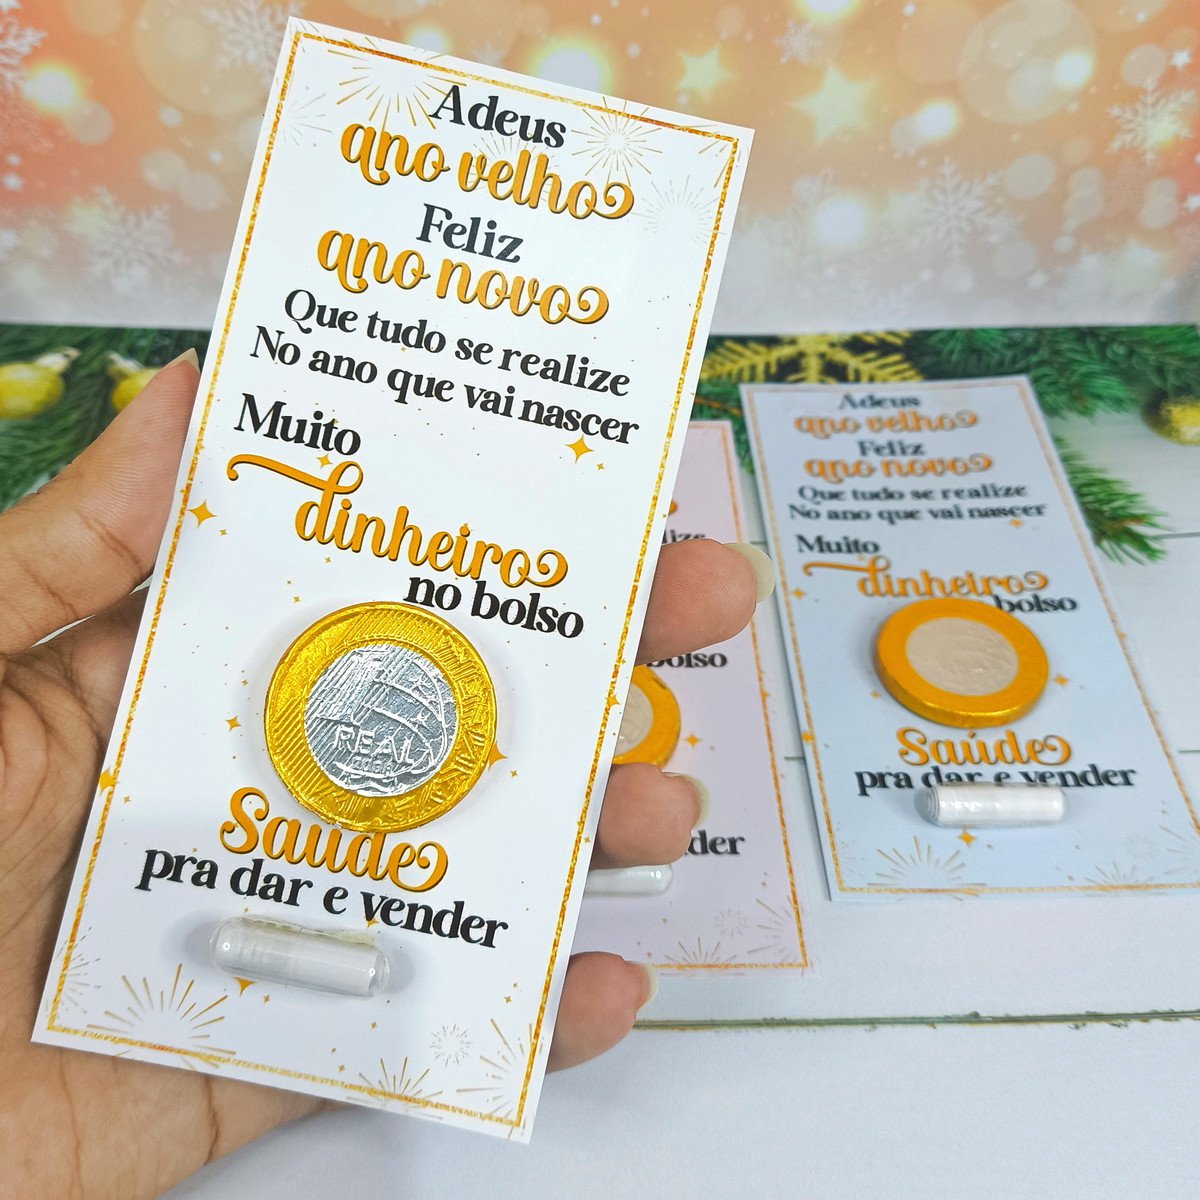 Adeus
ano velho
Feliz
ano novo
Que tudo se realize
No ano que vai nascer
Muito
dinheiro
no bolso
REAL
Saúde
pra dar e vender
bolso
Adeus
ano velho
Feliz
ano novo
Que tudo se realize
No ano que vai nascer
Muito
dinheiro
bolso
Saúde
pra dar e vender